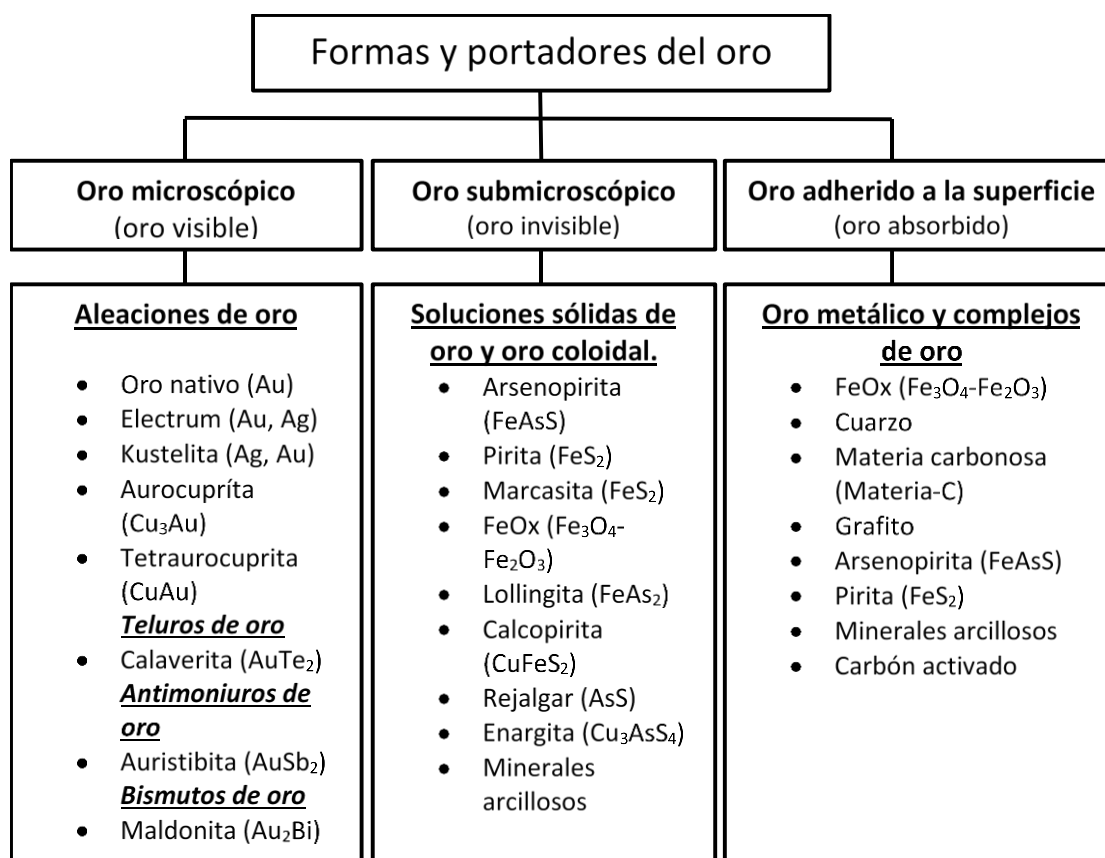 Formas y portadores del oro
Oro microscópico
(oro visible)
Oro submicroscópico
(oro invisible)
Oro adherido a la superficie
(oro absorbido)
Aleaciones de oro
• Oro nativo (Au)
• Electrum (Au, Ag)
• Kustelita (Ag, Au)
• Aurocupríta
(Cu₃Au)
• Tetraurocuprita
(CuAu)
Teluros de oro
• Calaverita (AuTe₂)
Antimoniuros de
oro
• Auristibita (AuSb₂)
Bismutos de oro
• Maldonita (Au₂Bi)
Soluciones sólidas de
oro y oro coloidal.
• Arsenopirita
(FeAsS)
• Pirita (FeS₂)
• Marcasita (FeS₂)
• FeOx (Fe₃O₄-
Fe₂O₃)
• Lollingita (FeAs₂)
• Calcopirita
(CuFeS₂)
• Rejalgar (AsS)
• Enargita (Cu₃AsS₄)
• Minerales
arcillosos
Oro metálico y complejos
de oro
• FeOx (Fe₃O₄-Fe₂O₃)
• Cuarzo
• Materia carbonosa
(Materia-C)
• Grafito
• Arsenopirita (FeAsS)
• Pirita (FeS₂)
• Minerales arcillosos
• Carbón activado